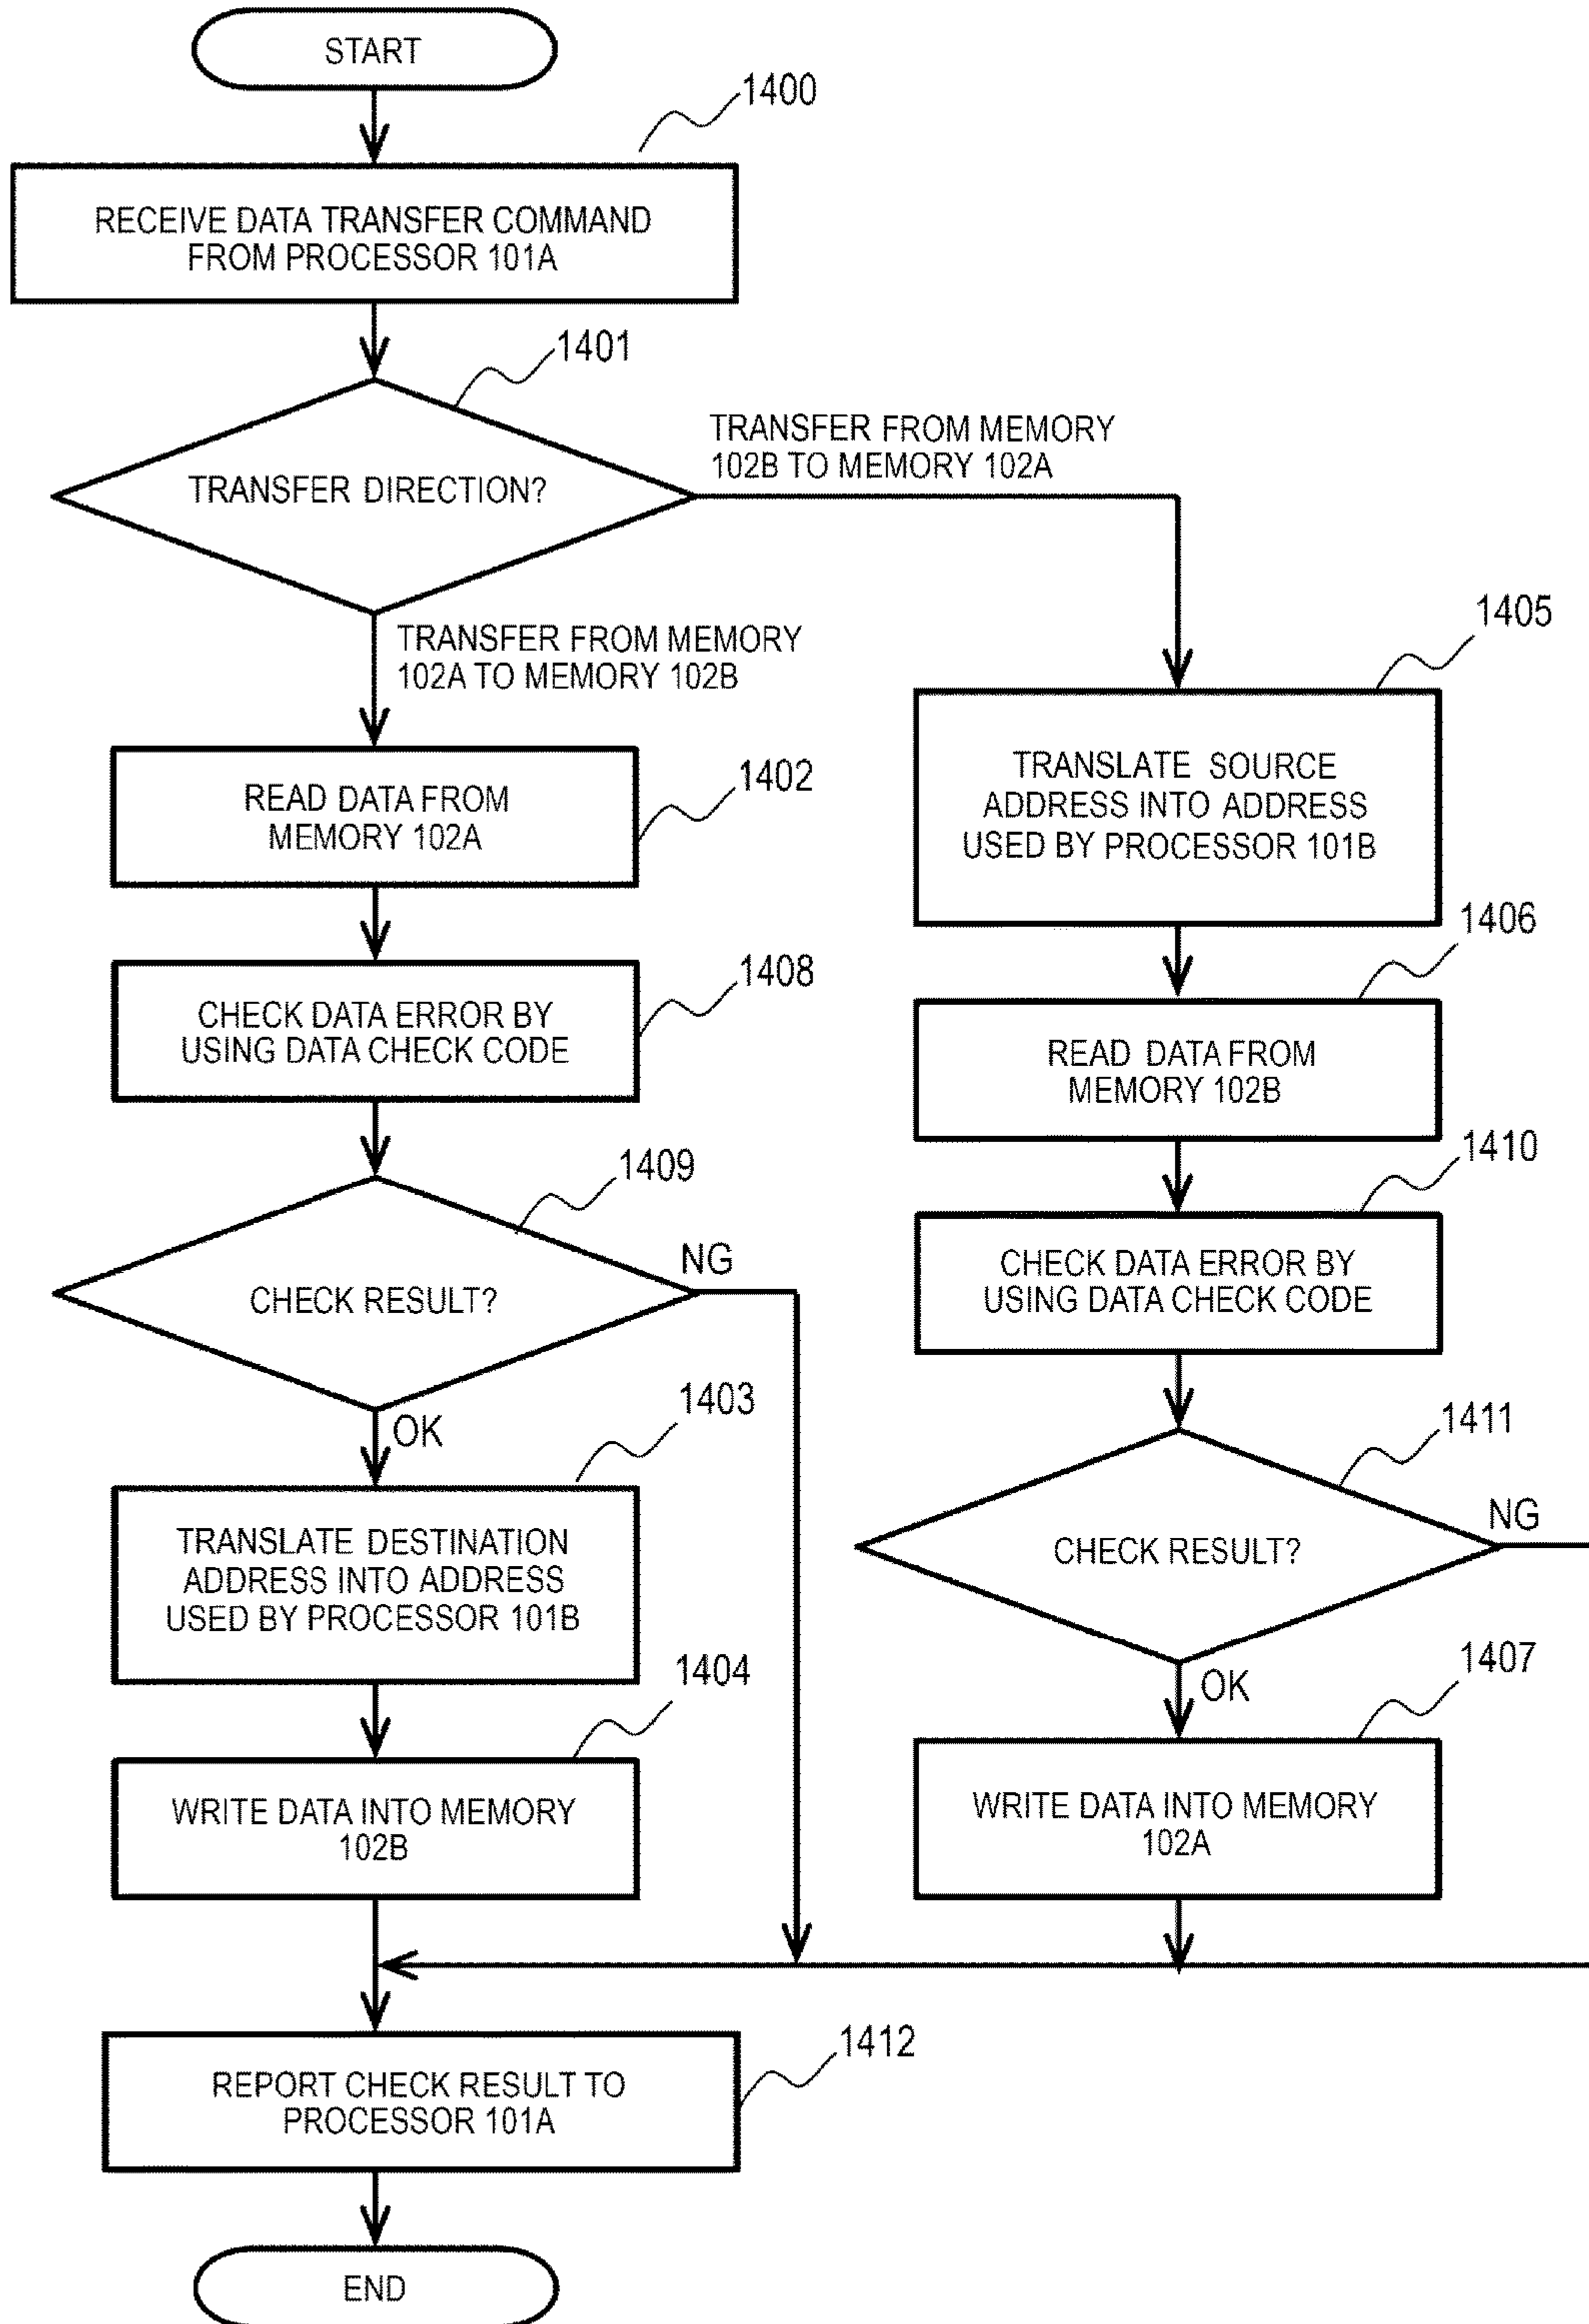 START
1400
RECEIVE DATA TRANSFER COMMAND
FROM PROCESSOR 101A
1401
TRANSFER DIRECTION?
TRANSFER FROM MEMORY
102B TO MEMORY 102A
TRANSFER FROM MEMORY
102A TO MEMORY 102B
1402
READ DATA FROM
MEMORY 102A
1408
CHECK DATA ERROR BY
USING DATA CHECK CODE
1409
CHECK RESULT?
NG
OK
1403
TRANSLATE DESTINATION
ADDRESS INTO ADDRESS
USED BY PROCESSOR 101B
1404
WRITE DATA INTO MEMORY
102B
1405
TRANSLATE SOURCE
ADDRESS INTO ADDRESS
USED BY PROCESSOR 101B
1406
READ DATA FROM
MEMORY 102B
1410
CHECK DATA ERROR BY
USING DATA CHECK CODE
1411
CHECK RESULT?
NG
OK
1407
WRITE DATA INTO MEMORY
102A
1412
REPORT CHECK RESULT TO
PROCESSOR 101A
END